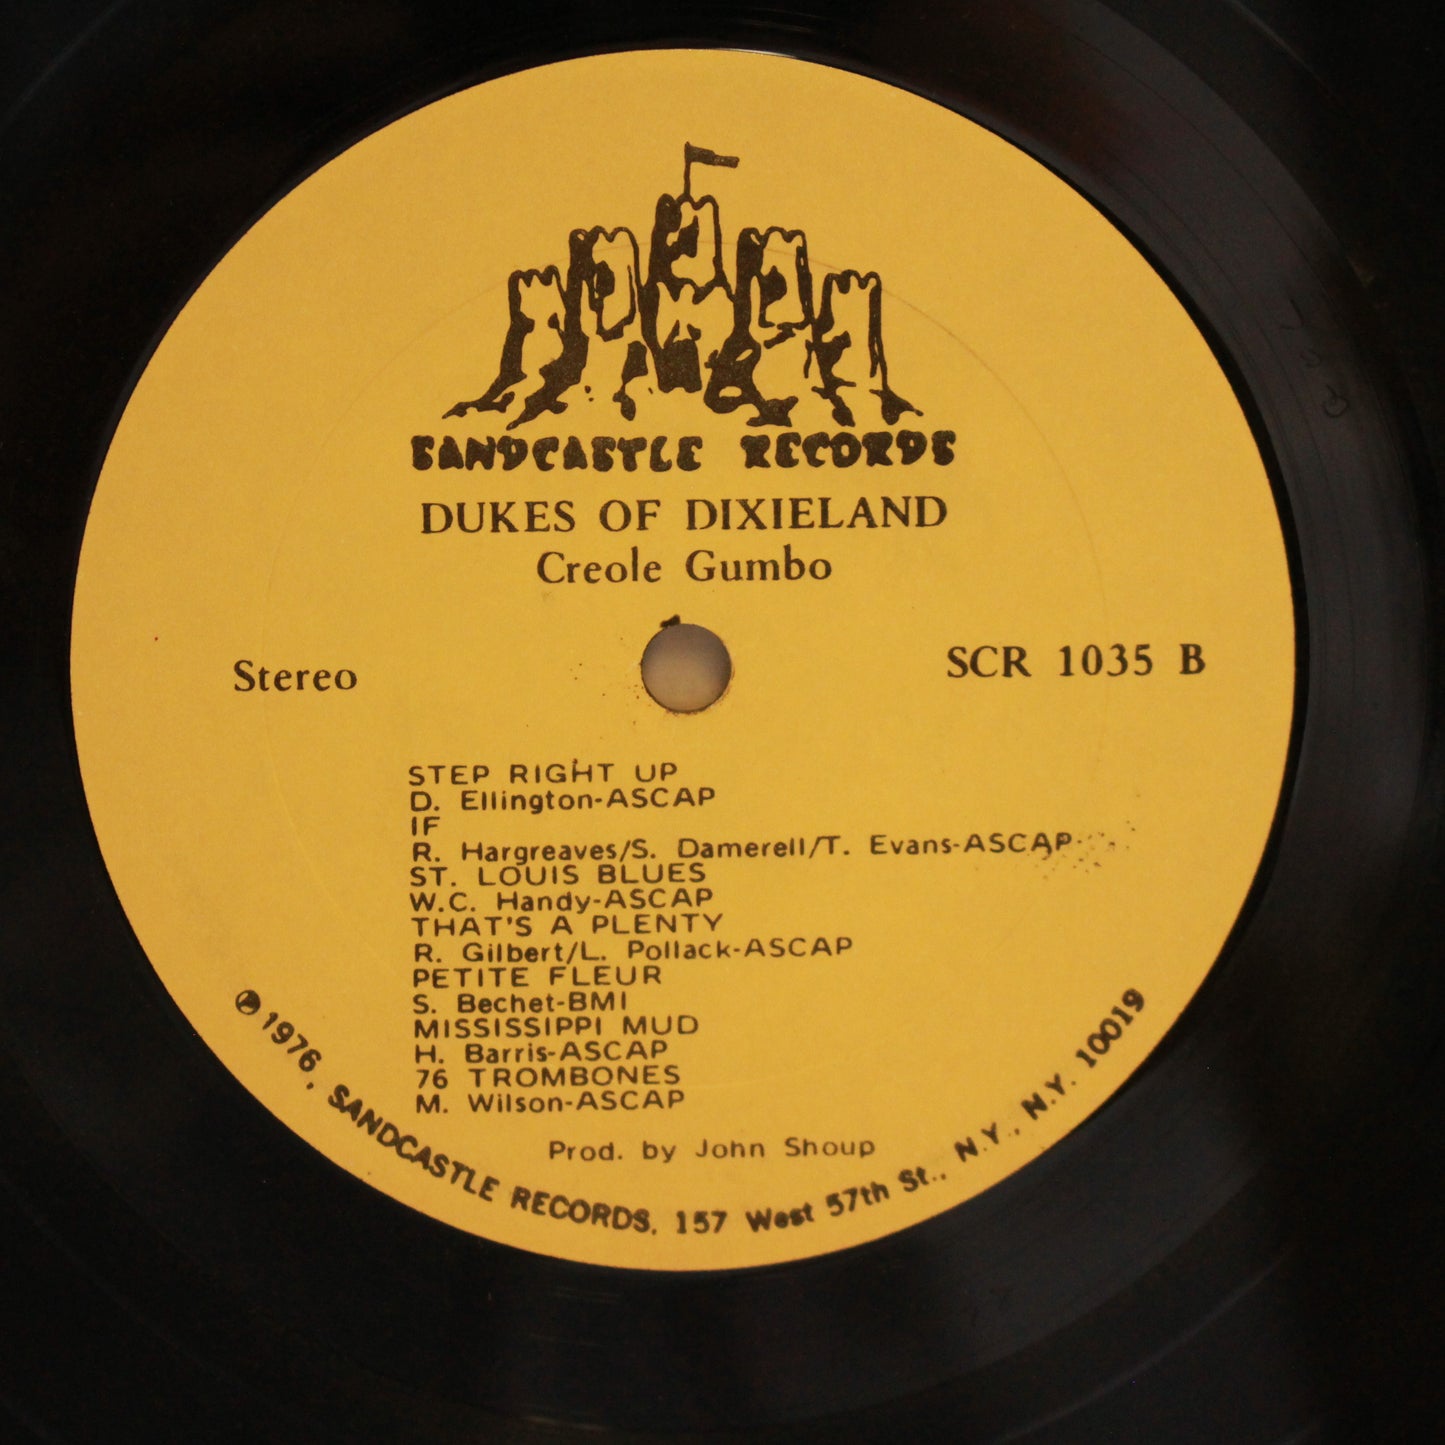 SANDCASTLE RECORDS
DUKES OF DIXIELAND
Creole Gumbo
Stereo
SCR 1035 B
STEP RIGHT UP
D. Ellington-ASCAP
IF
R. Hargreaves/S. Damerell/T. Evans-ASCAP
ST. LOUIS BLUES
W.C. Handy-ASCAP
THAT'S A PLENTY
R. Gilbert/L. Pollack-ASCAP
PETITE FLEUR
S. Bechet-BMI
MISSISSIPPI MUD
H. Barris-ASCAP
76 TROMBONES
M. Wilson-ASCAP
Prod. by John Shoup
℗ 1976, SANDCASTLE RECORDS, 157 West 57th St., N.Y., N.Y. 10019